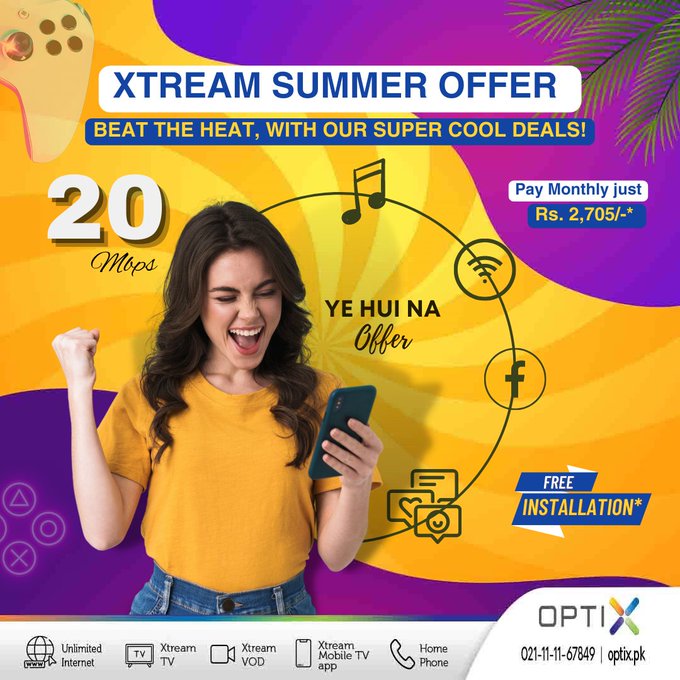 XTREAM SUMMER OFFER
BEAT THE HEAT, WITH OUR SUPER COOL DEALS!
20
Mbps
Pay Monthly just
Rs. 2,705/-*
YE HUI NA
Offer
f
FREE
INSTALLATION*
WWW
Unlimited
Internet
TV
Xtream
TV
Xtream
VOD
Xtream
Mobile TV
app
Home
Phone
OPTIX
021-11-11-67849 | optix.pk